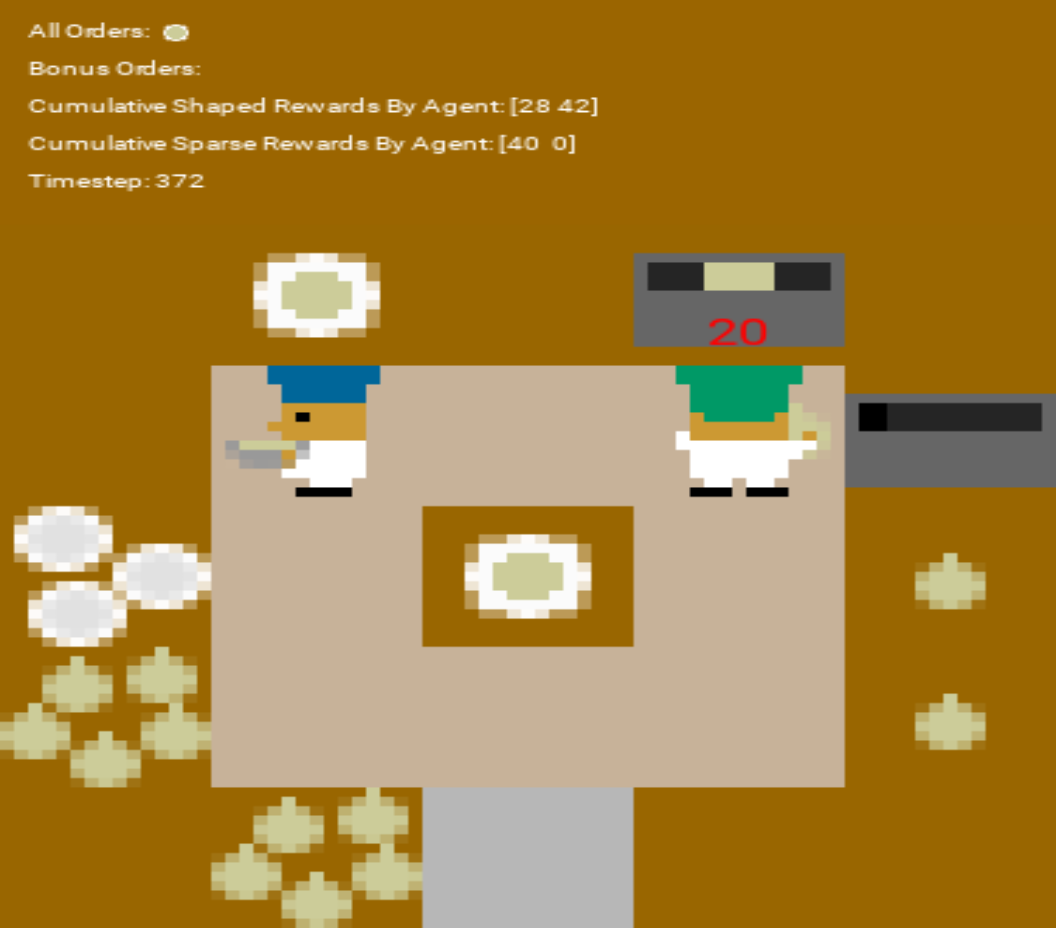 All Orders:
Bonus Orders:
Cumulative Shaped Rewards By Agent: [28 42]
Cumulative Sparse Rewards By Agent: [40  0]
Timestep: 372
20